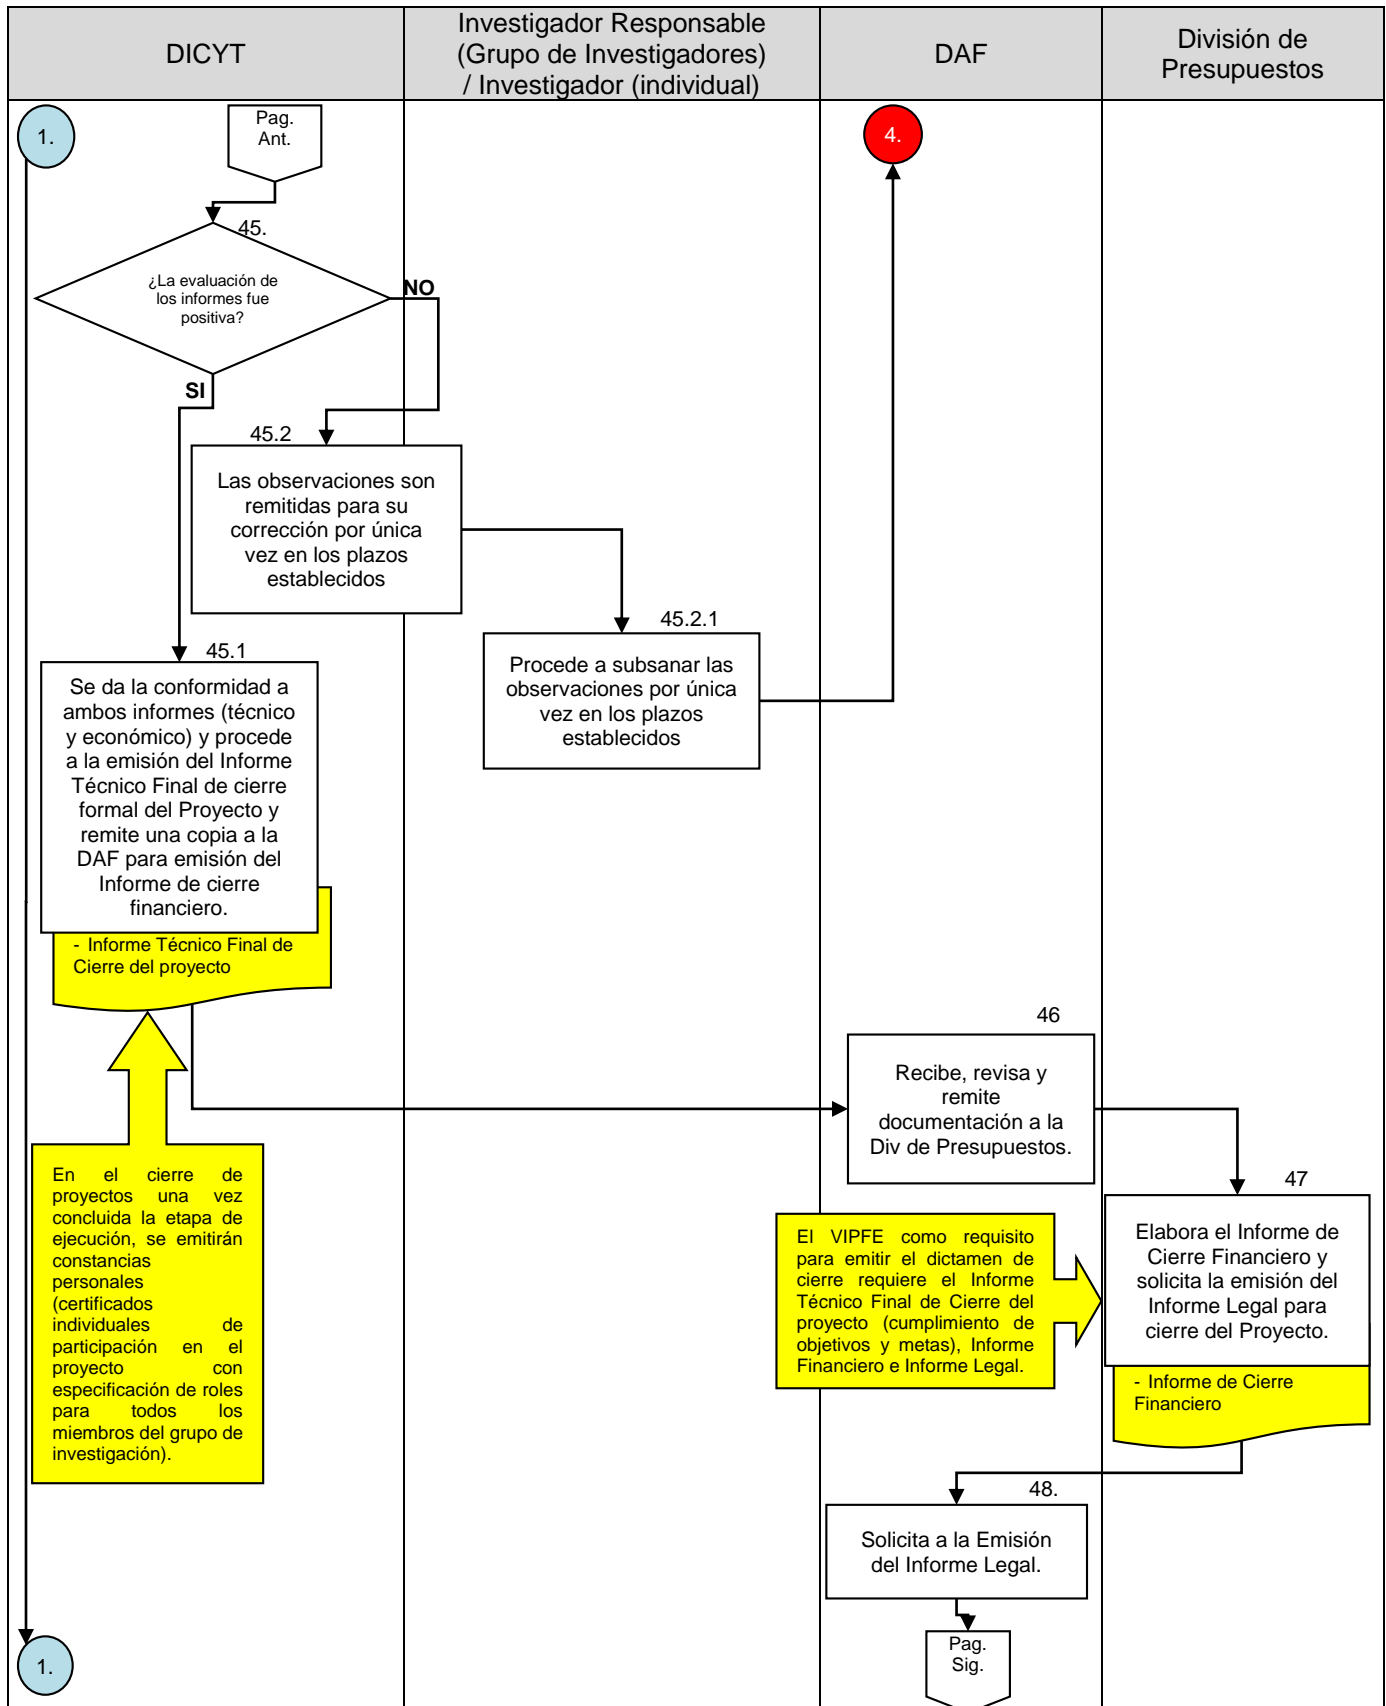 DICYT
Investigador Responsable
(Grupo de Investigadores)
/ Investigador (individual)
DAF
División de
Presupuestos
1.
Pag.
Ant.
4.
45.
¿La evaluación de
los informes fue
positiva?
NO
SI
45.2
Las observaciones son
remitidas para su
corrección por única
vez en los plazos
establecidos
45.2.1
Procede a subsanar las
observaciones por única
vez en los plazos
establecidos
45.1
Se da la conformidad a
ambos informes (técnico
y económico) y procede
a la emisión del Informe
Técnico Final de cierre
formal del Proyecto y
remite una copia a la
DAF para emisión del
Informe de cierre
financiero.
- Informe Técnico Final de
Cierre del proyecto
46
Recibe, revisa y
remite
documentación a la
Div de Presupuestos.
En el cierre de
proyectos una vez
concluida la etapa de
ejecución, se emitirán
constancias
personales
(certificados
individuales de
participación en el
proyecto con
especificación de roles
para todos los
miembros del grupo de
investigación).
47
Elabora el Informe de
Cierre Financiero y
solicita la emisión del
Informe Legal para
cierre del Proyecto.
El VIPFE como requisito
para emitir el dictamen de
cierre requiere el Informe
Técnico Final de Cierre del
proyecto (cumplimiento de
objetivos y metas), Informe
Financiero e Informe Legal.
- Informe de Cierre
Financiero
48.
Solicita a la Emisión
del Informe Legal.
1.
Pag.
Sig.